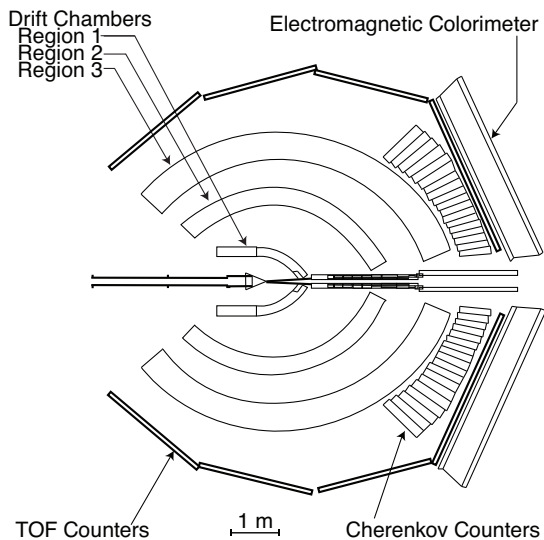 Drift Chambers
Region 1
Region 2
Region 3
Electromagnetic Colorimeter
TOF Counters
1 m
Cherenkov Counters